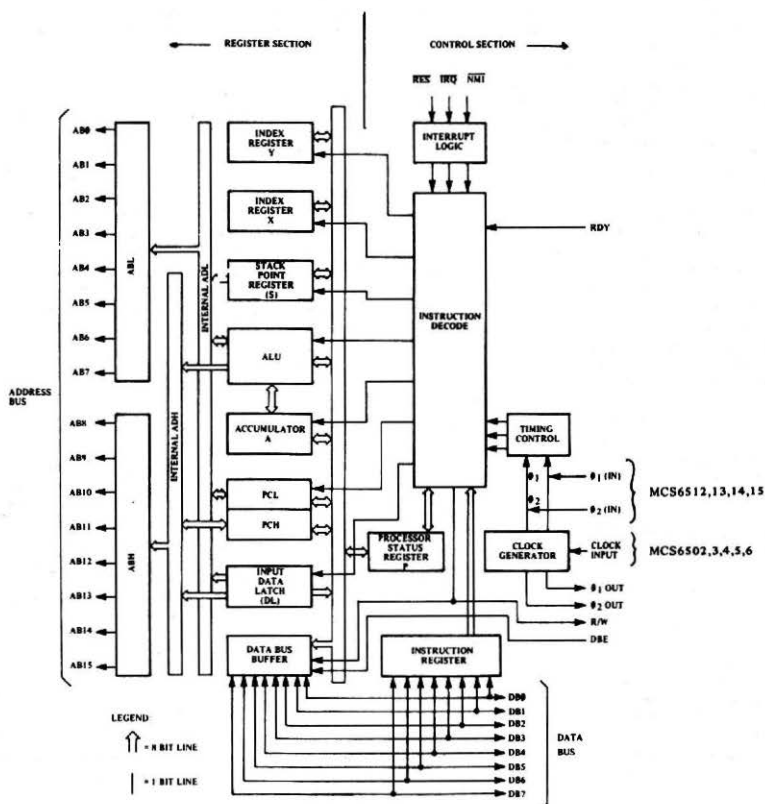 REGISTER SECTION
CONTROL SECTION
RES IRQ NMI
INTERRUPT
LOGIC
AB0
AB1
AB2
AB3
AB4
AB5
AB6
AB7
ABL
ADDRESS
BUS
AB8
AB9
AB10
AB11
AB12
AB13
AB14
AB15
ABH
INTERNAL ADL
INTERNAL ADH
INDEX
REGISTER
Y
INDEX
REGISTER
X
STACK
POINT
REGISTER
(S)
ALU
ACCUMULATOR
A
PCL
PCH
INPUT
DATA
LATCH
(DL)
DATA BUS
BUFFER
INSTRUCTION
DECODE
RDY
TIMING
CONTROL
φ1
φ2
φ1 (IN)
φ2 (IN)
MCS6512,13,14,15
CLOCK
GENERATOR
CLOCK
INPUT
MCS6502,3,4,5,6
φ1 OUT
φ2 OUT
R/W
DBE
PROCESSOR
STATUS
REGISTER
P
INSTRUCTION
REGISTER
DB0
DB1
DB2
DB3
DB4
DB5
DB6
DB7
DATA
BUS
LEGEND
= 8 BIT LINE
= 1 BIT LINE